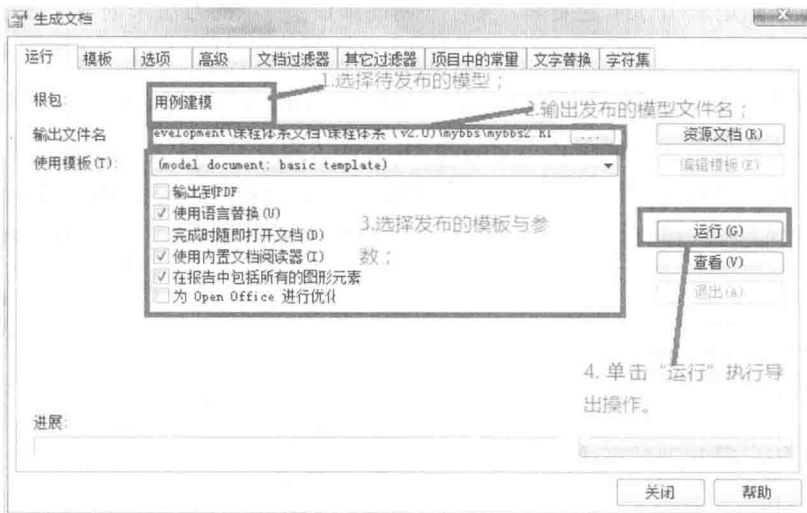 生成文档
运行 模板 选项 高级 文档过滤器 其它过滤器 项目中的常量 文字替换 字符集
1.选择待发布的模型；
根包: 用例建模
2.输出发布的模型文件名；
输出文件名 evelopment\课程体系文档\课程体系（v2.0)\mybbs\mybbs2 RT ... 资源文档(R)
使用模板(T): (model document: basic template) 编辑模板(E)
输出到PDF
使用语言替换(U)
完成时随即打开文档(D)
使用内置文档阅读器(I)
在报告中包括所有的图形元素
为 Open Office 进行优化
3.选择发布的模板与参
数；
运行(G)
查看(V)
退出(A)
4. 单击“运行”执行导
出操作。
进展:
关闭 帮助